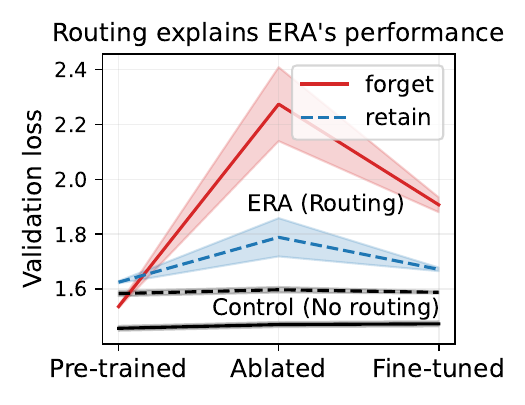 Routing explains ERA's performance
Validation loss
2.4
2.2
2.0
1.8
1.6
forget
retain
ERA (Routing)
Control (No routing)
Pre-trained
Ablated
Fine-tuned